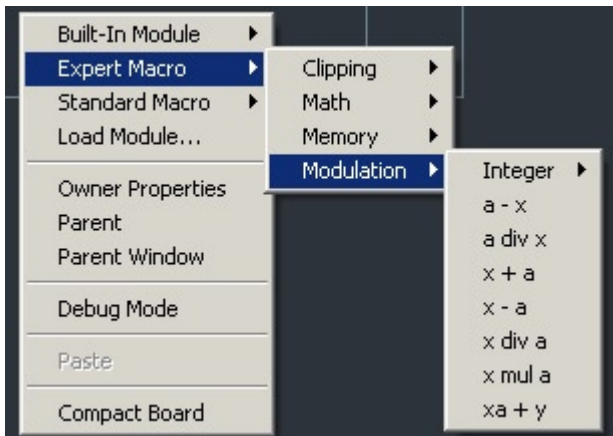 Built-In Module
Expert Macro
Standard Macro
Load Module...
Owner Properties
Parent
Parent Window
Debug Mode
Paste
Compact Board
Clipping
Math
Memory
Modulation
Integer
a - x
a div x
x + a
x - a
x div a
x mul a
xa + y